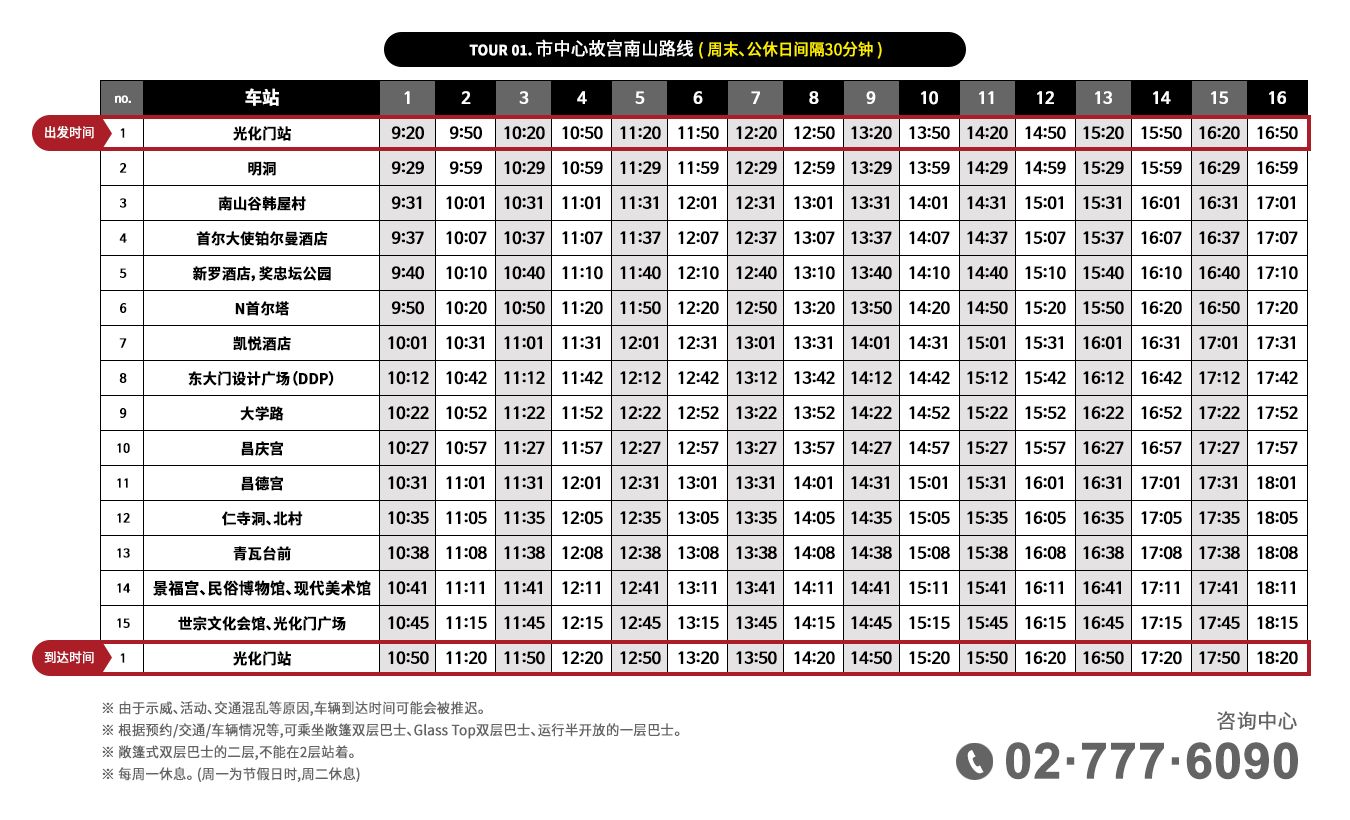 TOUR 01. 市中心故宫南山路线 ( 周末、公休日间隔30分钟 )
no. 车站 1 2 3 4 5 6 7 8 9 10 11 12 13 14 15 16
出发时间 1 光化门站 9:20 9:50 10:20 10:50 11:20 11:50 12:20 12:50 13:20 13:50 14:20 14:50 15:20 15:50 16:20 16:50
2 明洞 9:29 9:59 10:29 10:59 11:29 11:59 12:29 12:59 13:29 13:59 14:29 14:59 15:29 15:59 16:29 16:59
3 南山谷韩屋村 9:31 10:01 10:31 11:01 11:31 12:01 12:31 13:01 13:31 14:01 14:31 15:01 15:31 16:01 16:31 17:01
4 首尔大使铂尔曼酒店 9:37 10:07 10:37 11:07 11:37 12:07 12:37 13:07 13:37 14:07 14:37 15:07 15:37 16:07 16:37 17:07
5 新罗酒店, 奖忠坛公园 9:40 10:10 10:40 11:10 11:40 12:10 12:40 13:10 13:40 14:10 14:40 15:10 15:40 16:10 16:40 17:10
6 N首尔塔 9:50 10:20 10:50 11:20 11:50 12:20 12:50 13:20 13:50 14:20 14:50 15:20 15:50 16:20 16:50 17:20
7 凯悦酒店 10:01 10:31 11:01 11:31 12:01 12:31 13:01 13:31 14:01 14:31 15:01 15:31 16:01 16:31 17:01 17:31
8 东大门设计广场(DDP) 10:12 10:42 11:12 11:42 12:12 12:42 13:12 13:42 14:12 14:42 15:12 15:42 16:12 16:42 17:12 17:42
9 大学路 10:22 10:52 11:22 11:52 12:22 12:52 13:22 13:52 14:22 14:52 15:22 15:52 16:22 16:52 17:22 17:52
10 昌庆宫 10:27 10:57 11:27 11:57 12:27 12:57 13:27 13:57 14:27 14:57 15:27 15:57 16:27 16:57 17:27 17:57
11 昌德宫 10:31 11:01 11:31 12:01 12:31 13:01 13:31 14:01 14:31 15:01 15:31 16:01 16:31 17:01 17:31 18:01
12 仁寺洞、北村 10:35 11:05 11:35 12:05 12:35 13:05 13:35 14:05 14:35 15:05 15:35 16:05 16:35 17:05 17:35 18:05
13 青瓦台前 10:38 11:08 11:38 12:08 12:38 13:08 13:38 14:08 14:38 15:08 15:38 16:08 16:38 17:08 17:38 18:08
14 景福宫、民俗博物馆、现代美术馆 10:41 11:11 11:41 12:11 12:41 13:11 13:41 14:11 14:41 15:11 15:41 16:11 16:41 17:11 17:41 18:11
15 世宗文化会馆、光化门广场 10:45 11:15 11:45 12:15 12:45 13:15 13:45 14:15 14:45 15:15 15:45 16:15 16:45 17:15 17:45 18:15
到达时间 1 光化门站 10:50 11:20 11:50 12:20 12:50 13:20 13:50 14:20 14:50 15:20 15:50 16:20 16:50 17:20 17:50 18:20
※ 由于示威、活动、交通混乱等原因,车辆到达时间可能会被推迟。
※ 根据预约/交通/车辆情况等,可乘坐敞篷双层巴士、Glass Top双层巴士、运行半开放的一层巴士。
※ 敞篷式双层巴士的二层,不能在2层站着。
※ 每周一休息。(周一为节假日时,周二休息)
咨询中心
02·777·6090